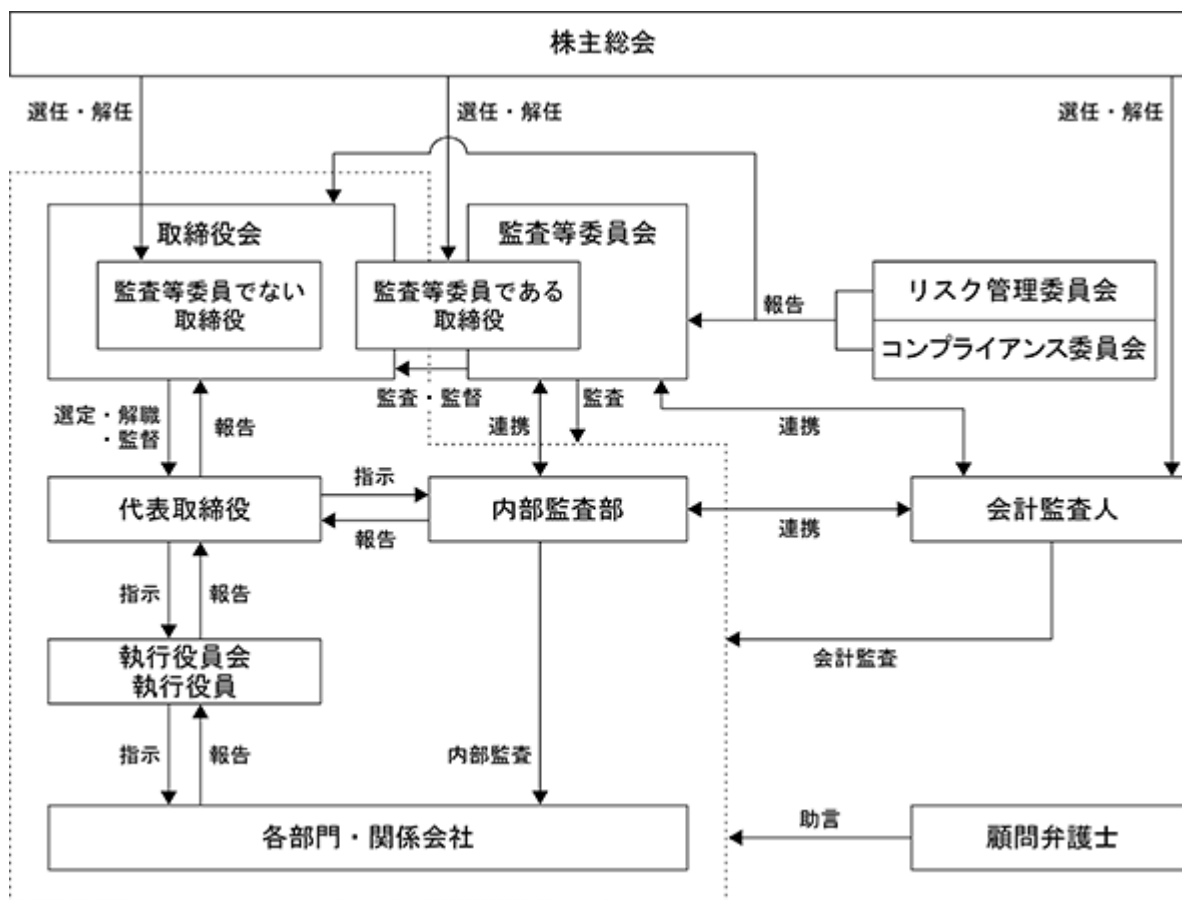 株主総会
選任・解任
選任・解任
選任・解任
取締役会
監査等委員会
監査等委員でない
取締役
監査等委員である
取締役
報告
リスク管理委員会
コンプライアンス委員会
監査・監督
監査
選定・解職
・監督
報告
連携
連携
代表取締役
指示
報告
内部監査部
連携
会計監査人
指示
報告
執行役員会
執行役員
会計監査
指示
報告
内部監査
各部門・関係会社
助言
顧問弁護士